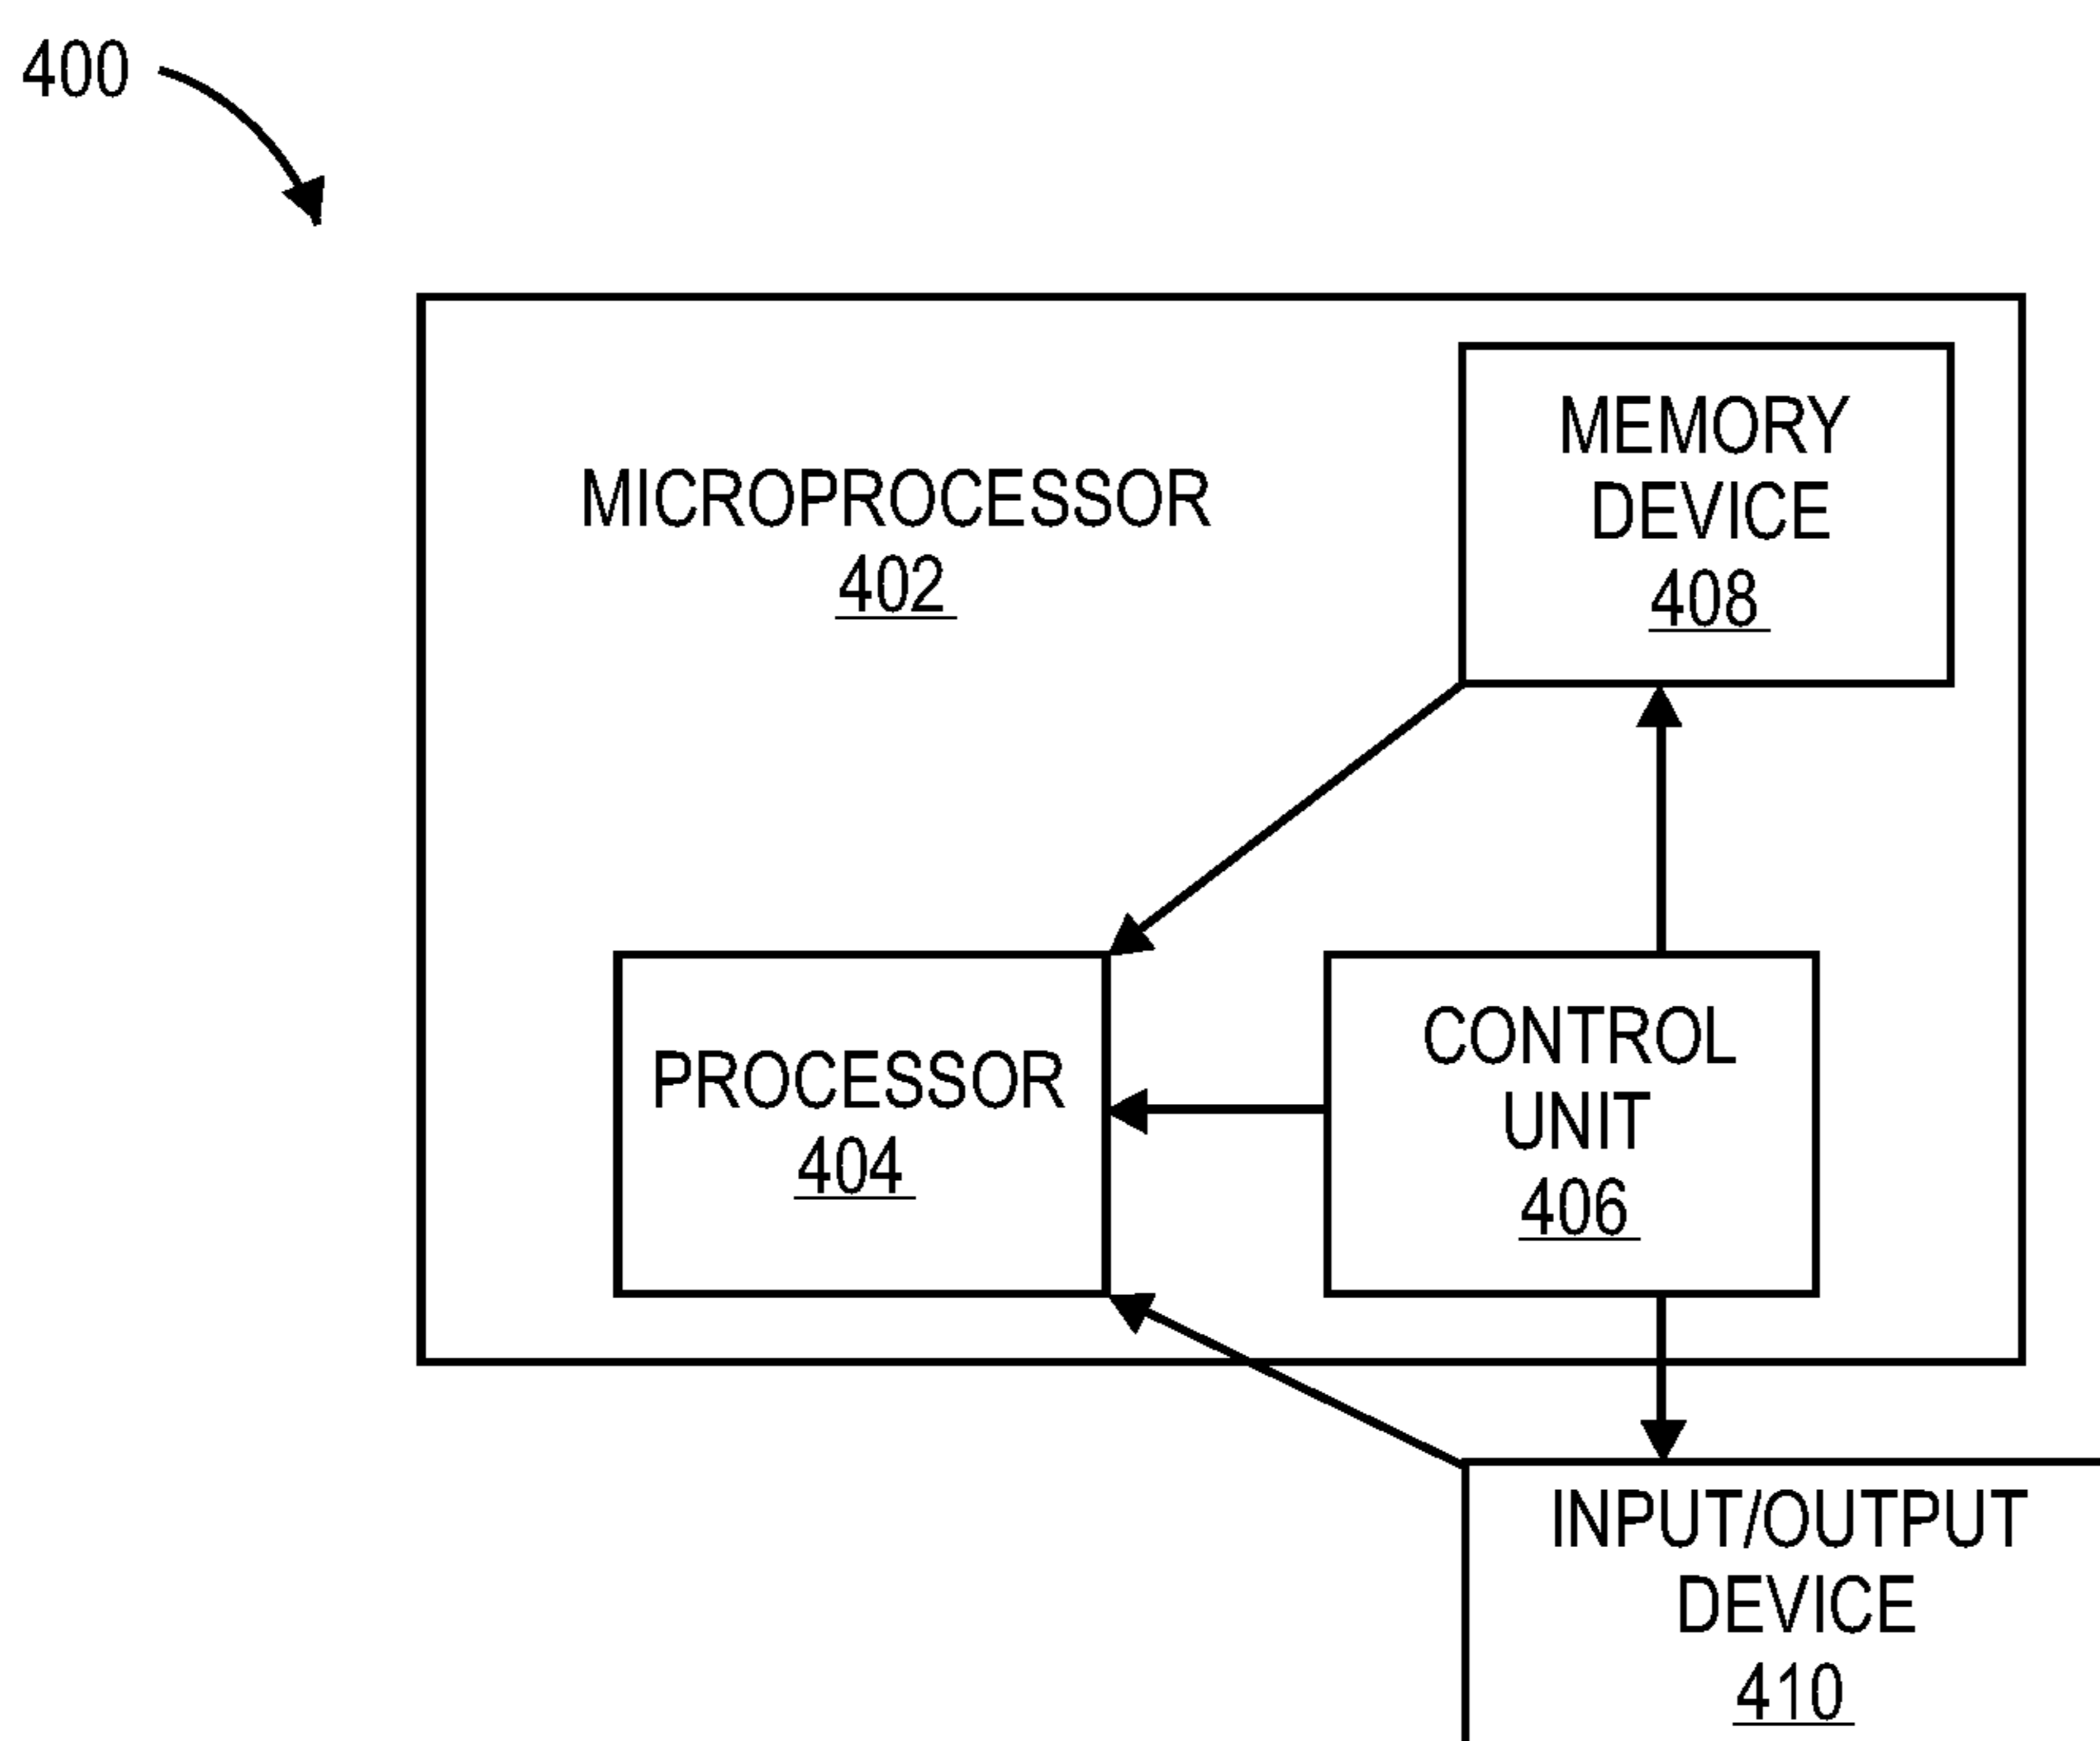 400
MICROPROCESSOR
402
MEMORY
DEVICE
408
PROCESSOR
404
CONTROL
UNIT
406
INPUT/OUTPUT
DEVICE
410